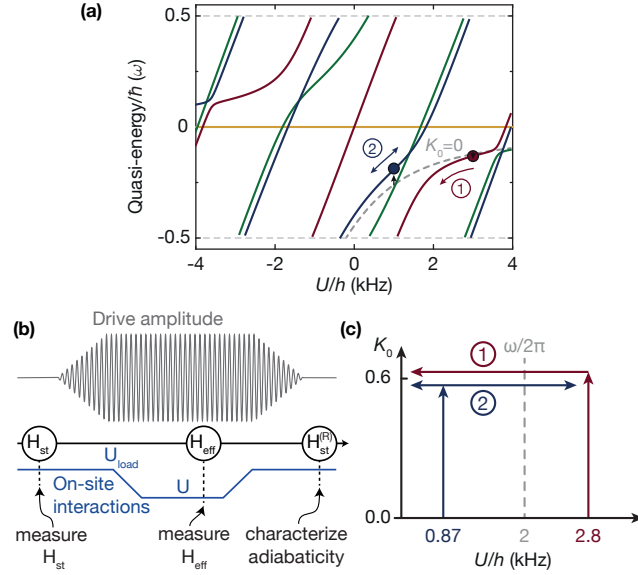 (a)
0.5
0
-0.5
Quasi-energy/ħ (ω)
K₀=0
2
1
-4
-2
0
2
4
U/h (kHz)
(b)
Drive amplitude
H_st
H_eff
H_st^(R)
U_load
On-site
interactions
U
measure
H_st
measure
H_eff
characterize
adiabaticity
(c)
K₀
ω/2π
1
0.6
2
0.0
0.87
2
2.8
U/h (kHz)